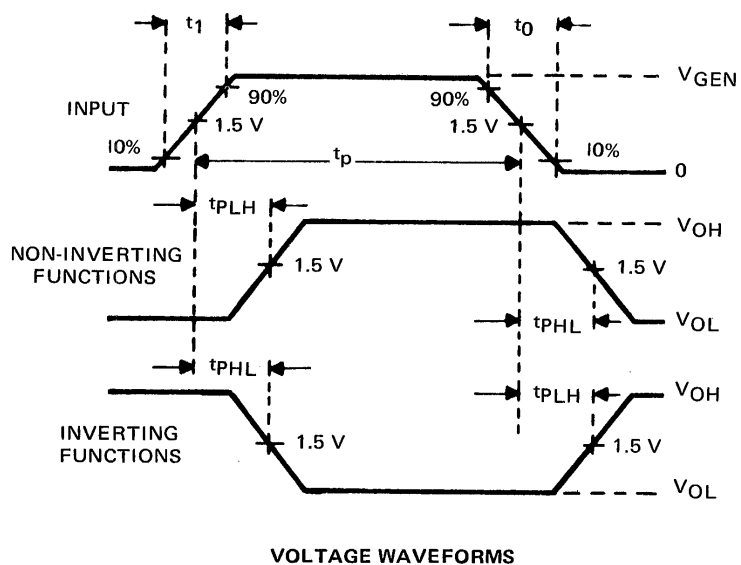 t1
t0
VGEN
INPUT
90%
90%
1.5 V
1.5 V
10%
10%
tp
0
tPLH
VOH
NON-INVERTING
FUNCTIONS
1.5 V
1.5 V
tPHL
VOL
tPHL
tPLH
VOH
INVERTING
FUNCTIONS
1.5 V
1.5 V
VOL
VOLTAGE WAVEFORMS